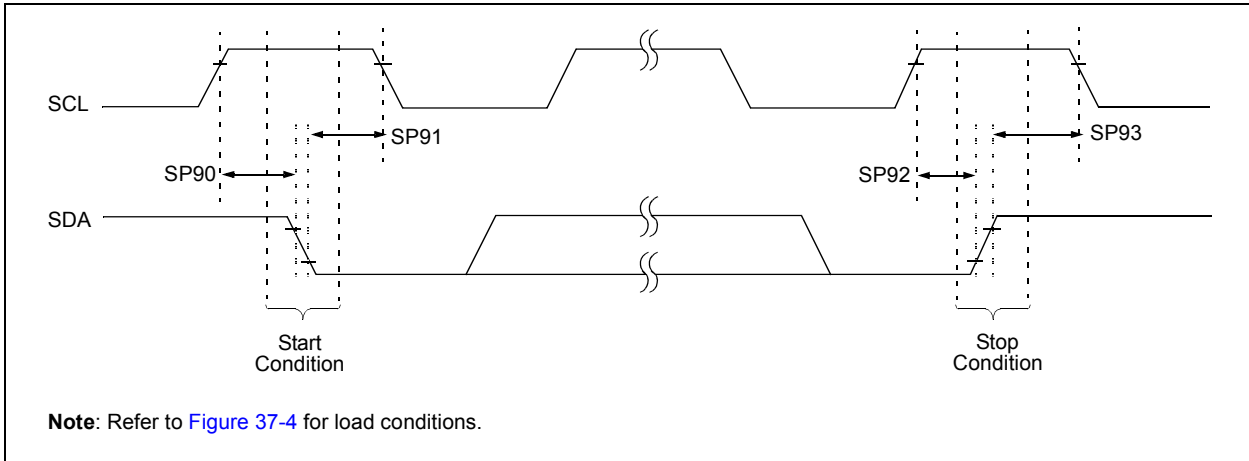 SCL
SP91
SP93
SP90
SP92
SDA
Start
Condition
Stop
Condition
Note: Refer to Figure 37-4 for load conditions.